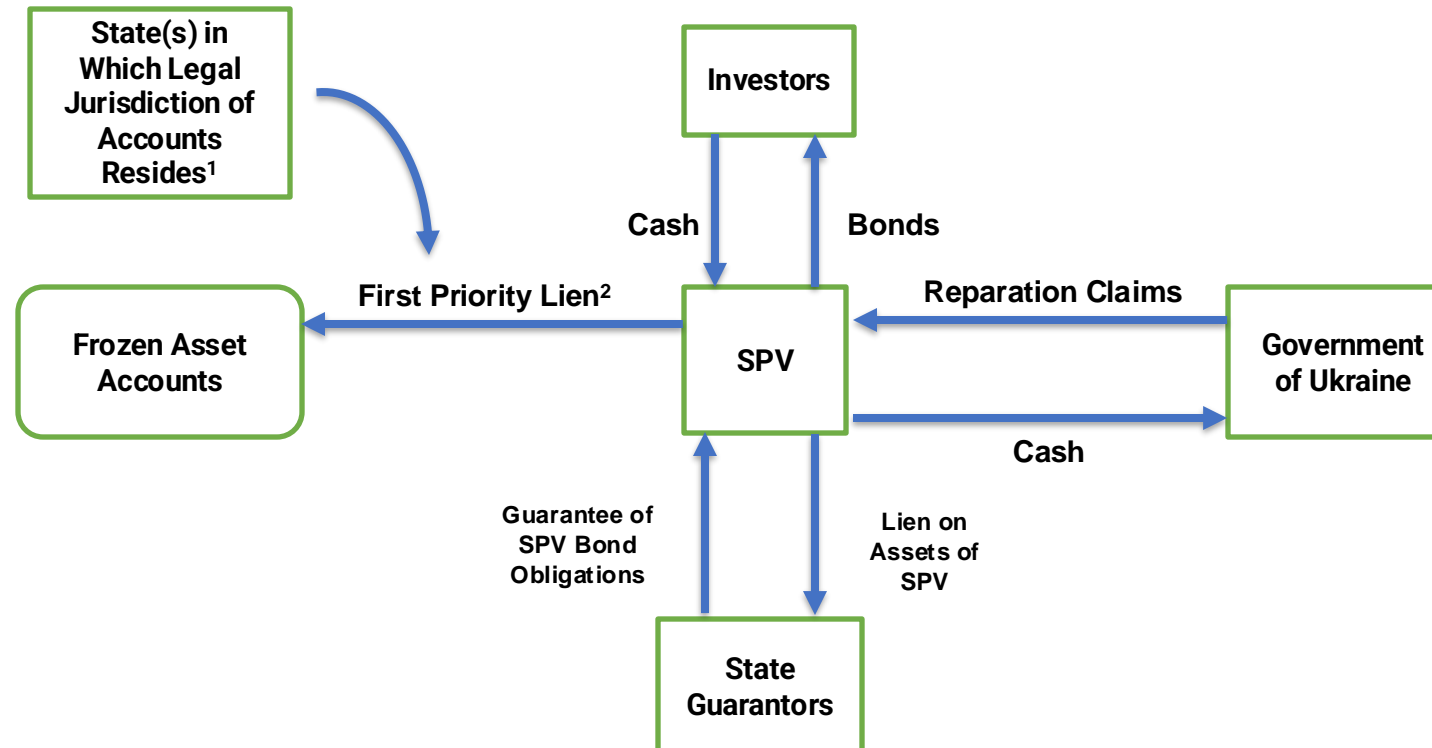 State(s) in
Which Legal
Jurisdiction of
Accounts
Resides¹
Investors
Cash
Bonds
First Priority Lien²
Reparation Claims
Frozen Asset
Accounts
SPV
Government
of Ukraine
Cash
Guarantee of
SPV Bond
Obligations
Lien on
Assets of
SPV
State
Guarantors